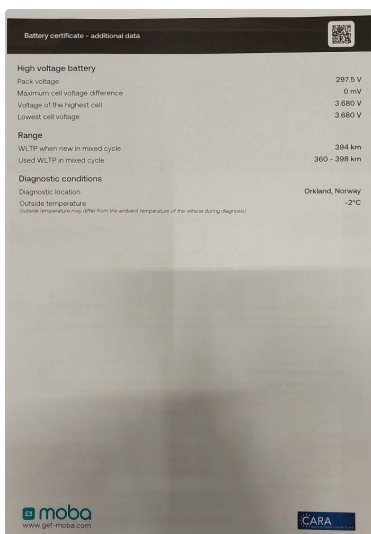 Battery certificate - additional data
High voltage battery
Pack voltage 297.5 V
Maximum cell voltage difference 0 mV
Voltage of the highest cell 3.680 V
Lowest cell voltage 3.680 V
Range
WLTP when new in mixed cycle 394 km
Used WLTP in mixed cycle 360 - 398 km
Diagnostic conditions
Diagnostic location Orkland, Norway
Outside temperature -2°C
(outside temperature may differ from the ambient temperature of the vehicle during diagnosis)
moba
www.get-moba.com
CARA